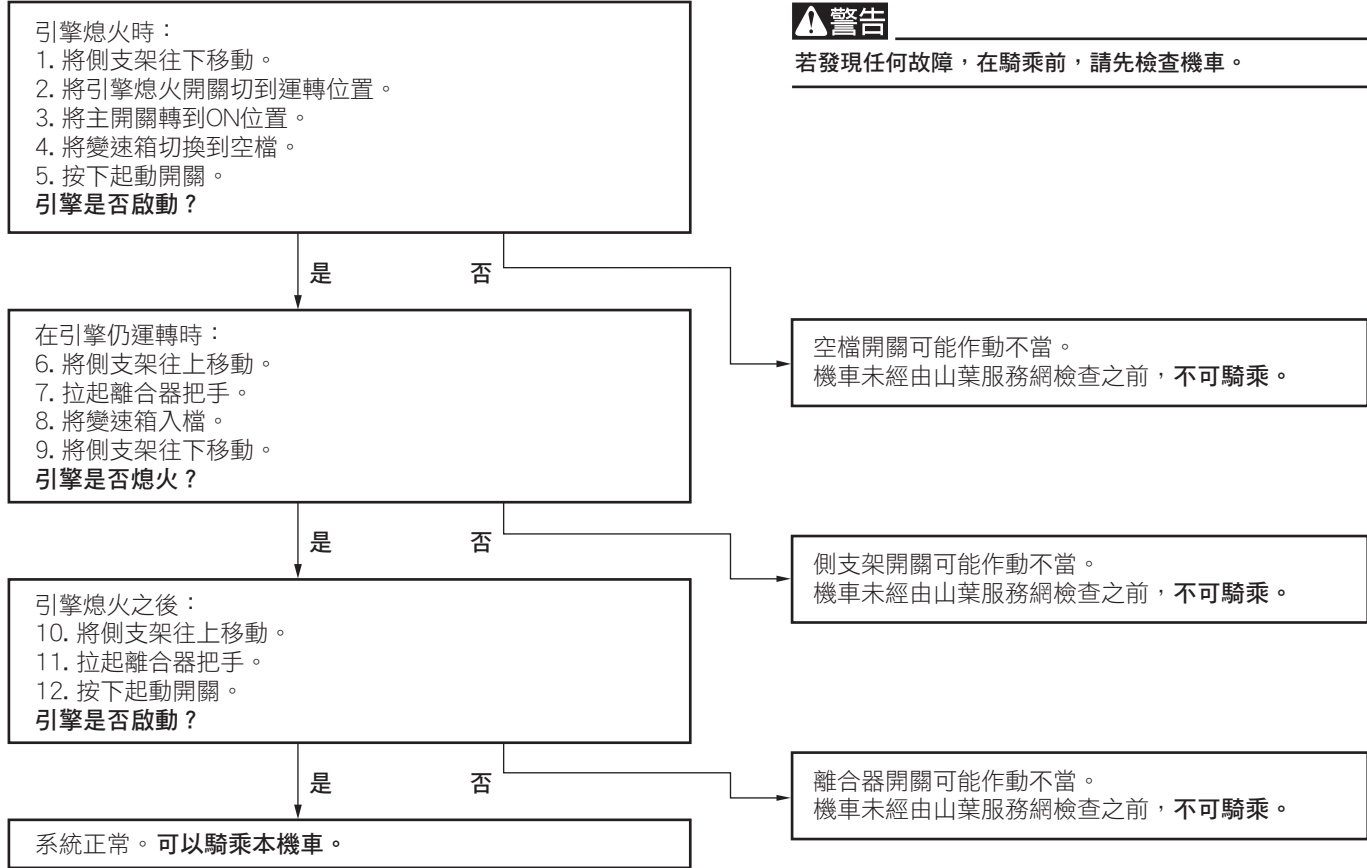 引擎熄火時：
1. 將側支架往下移動。
2. 將引擎熄火開關切到運轉位置。
3. 將主開關轉到ON位置。
4. 將變速箱切換到空檔。
5. 按下起動開關。
引擎是否啟動？
警告
若發現任何故障，在騎乘前，請先檢查機車。
是
否
空檔開關可能作動不當。
機車未經由山葉服務網檢查之前，不可騎乘。
在引擎仍運轉時：
6. 將側支架往上移動。
7. 拉起離合器把手。
8. 將變速箱入檔。
9. 將側支架往下移動。
引擎是否熄火？
是
否
側支架開關可能作動不當。
機車未經由山葉服務網檢查之前，不可騎乘。
引擎熄火之後：
10. 將側支架往上移動。
11. 拉起離合器把手。
12. 按下起動開關。
引擎是否啟動？
是
否
離合器開關可能作動不當。
機車未經由山葉服務網檢查之前，不可騎乘。
系統正常。可以騎乘本機車。